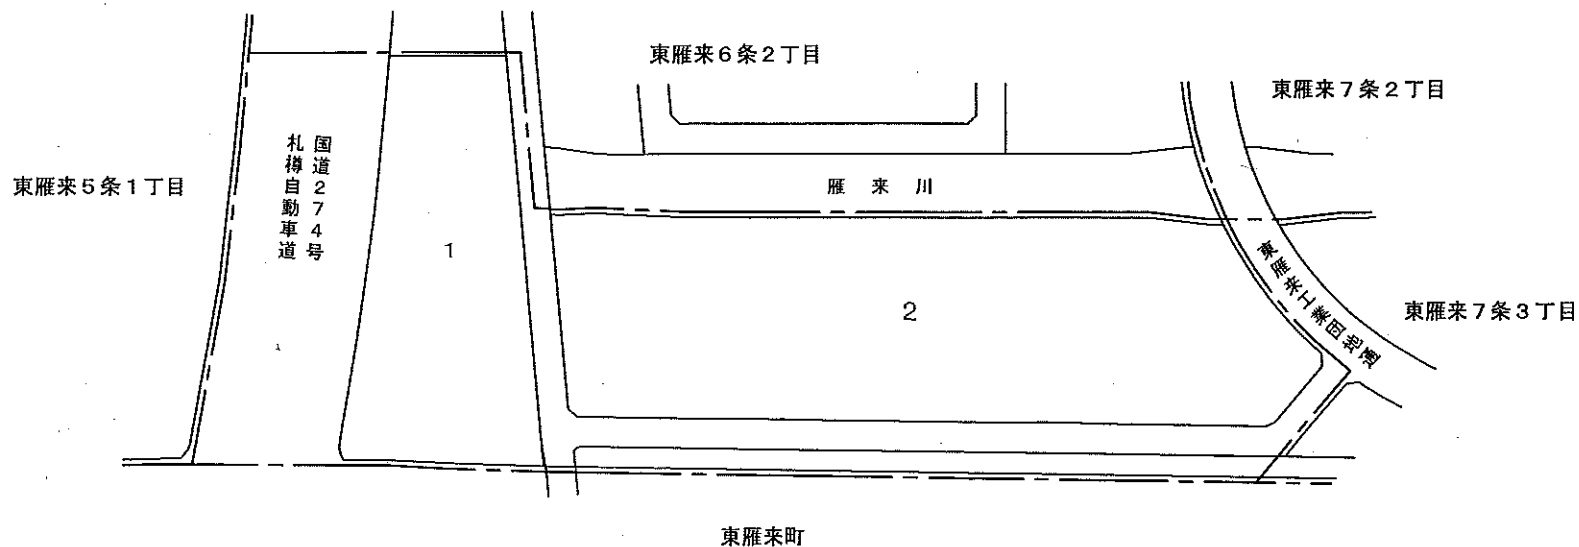 東雁来6条2丁目
東雁来7条2丁目
東雁来5条1丁目
国道274号
札樽自動車道
雁来川
1
2
東雁来工業団地通
東雁来7条3丁目
東雁来町